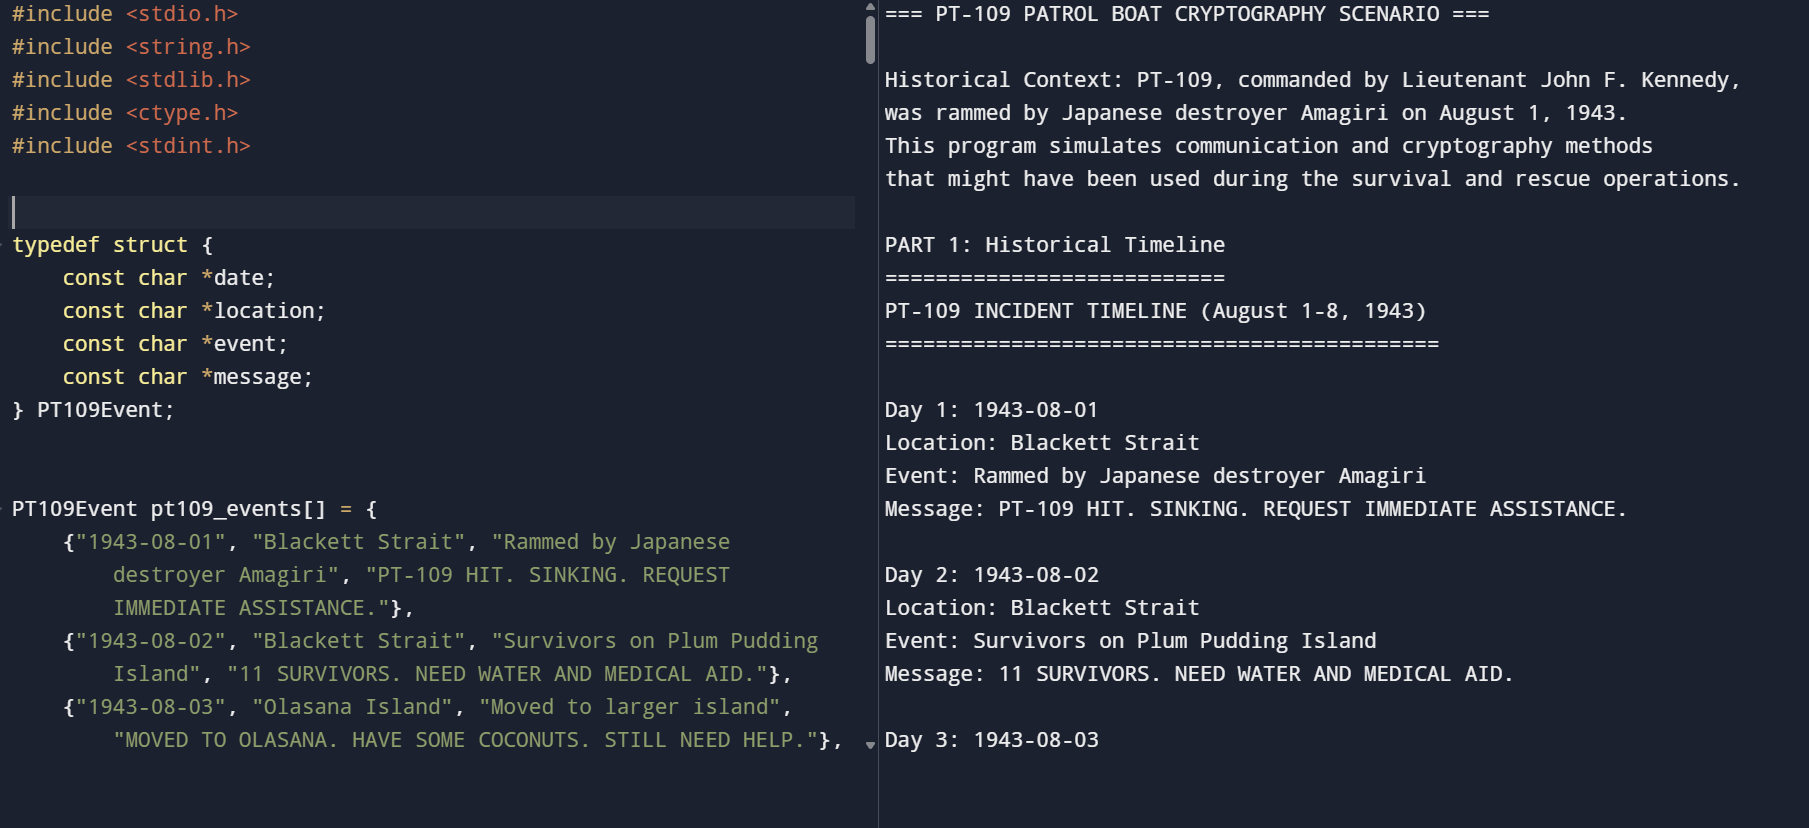 #include <stdio.h>
#include <string.h>
#include <stdlib.h>
#include <ctype.h>
#include <stdint.h>
typedef struct {
    const char *date;
    const char *location;
    const char *event;
    const char *message;
} PT109Event;
PT109Event pt109_events[] = {
    {"1943-08-01", "Blackett Strait", "Rammed by Japanese
        destroyer Amagiri", "PT-109 HIT. SINKING. REQUEST
        IMMEDIATE ASSISTANCE."},
    {"1943-08-02", "Blackett Strait", "Survivors on Plum Pudding
        Island", "11 SURVIVORS. NEED WATER AND MEDICAL AID."},
    {"1943-08-03", "Olasana Island", "Moved to larger island",
        "MOVED TO OLASANA. HAVE SOME COCONUTS. STILL NEED HELP."},
=== PT-109 PATROL BOAT CRYPTOGRAPHY SCENARIO ===
Historical Context: PT-109, commanded by Lieutenant John F. Kennedy,
was rammed by Japanese destroyer Amagiri on August 1, 1943.
This program simulates communication and cryptography methods
that might have been used during the survival and rescue operations.
PART 1: Historical Timeline
===========================
PT-109 INCIDENT TIMELINE (August 1-8, 1943)
============================================
Day 1: 1943-08-01
Location: Blackett Strait
Event: Rammed by Japanese destroyer Amagiri
Message: PT-109 HIT. SINKING. REQUEST IMMEDIATE ASSISTANCE.
Day 2: 1943-08-02
Location: Blackett Strait
Event: Survivors on Plum Pudding Island
Message: 11 SURVIVORS. NEED WATER AND MEDICAL AID.
Day 3: 1943-08-03